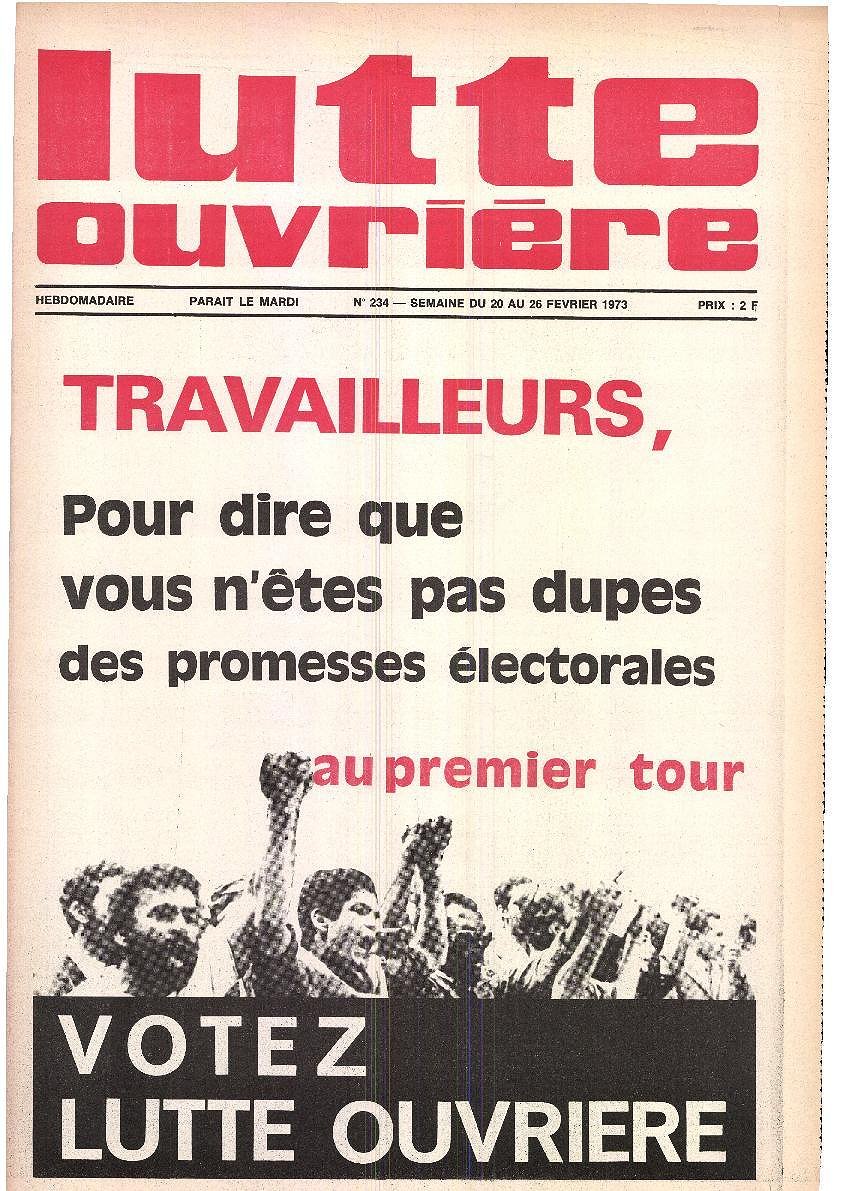 lutte
ouvrière
HEBDOMADAIRE PARAIT LE MARDI N° 234 — SEMAINE DU 20 AU 26 FEVRIER 1973 PRIX : 2 F
TRAVAILLEURS,
Pour dire que
vous n'êtes pas dupes
des promesses électorales
au premier tour
VOTEZ
LUTTE OUVRIERE